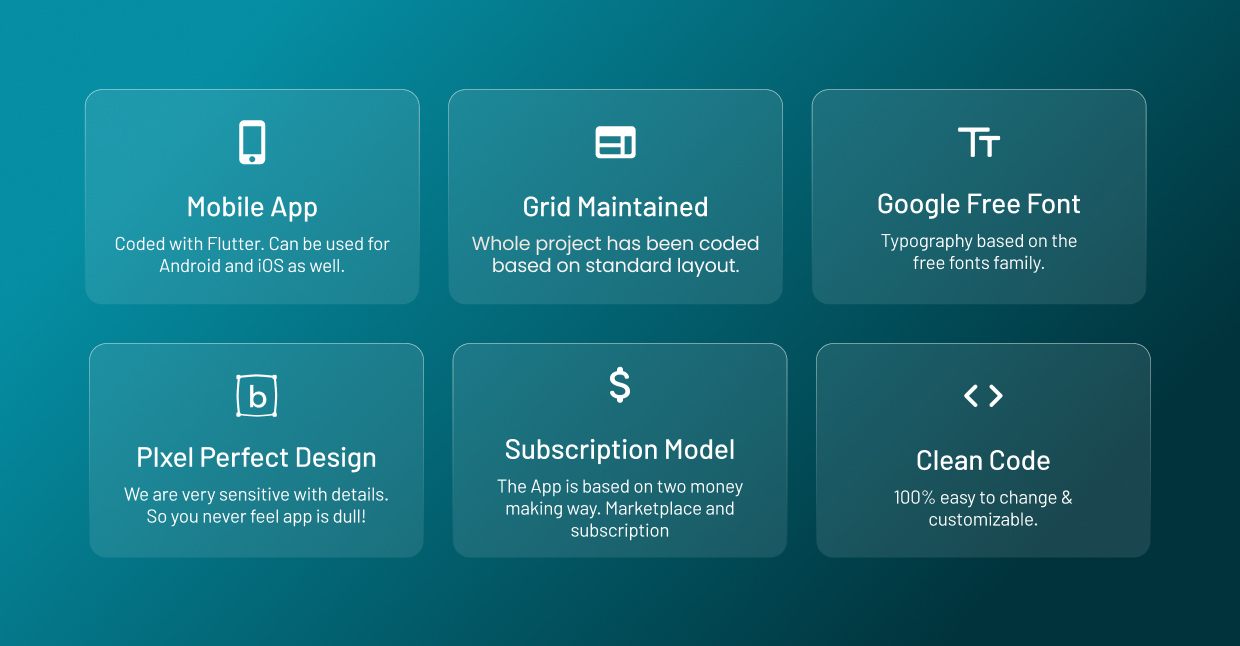 Mobile App
Coded with Flutter. Can be used for
Android and iOS as well.
Grid Maintained
Whole project has been coded
based on standard layout.
Tт
Google Free Font
Typography based on the
free fonts family.
b
PIxel Perfect Design
We are very sensitive with details.
So you never feel app is dull!
$
Subscription Model
The App is based on two money
making way. Marketplace and
subscription
< >
Clean Code
100% easy to change &
customizable.